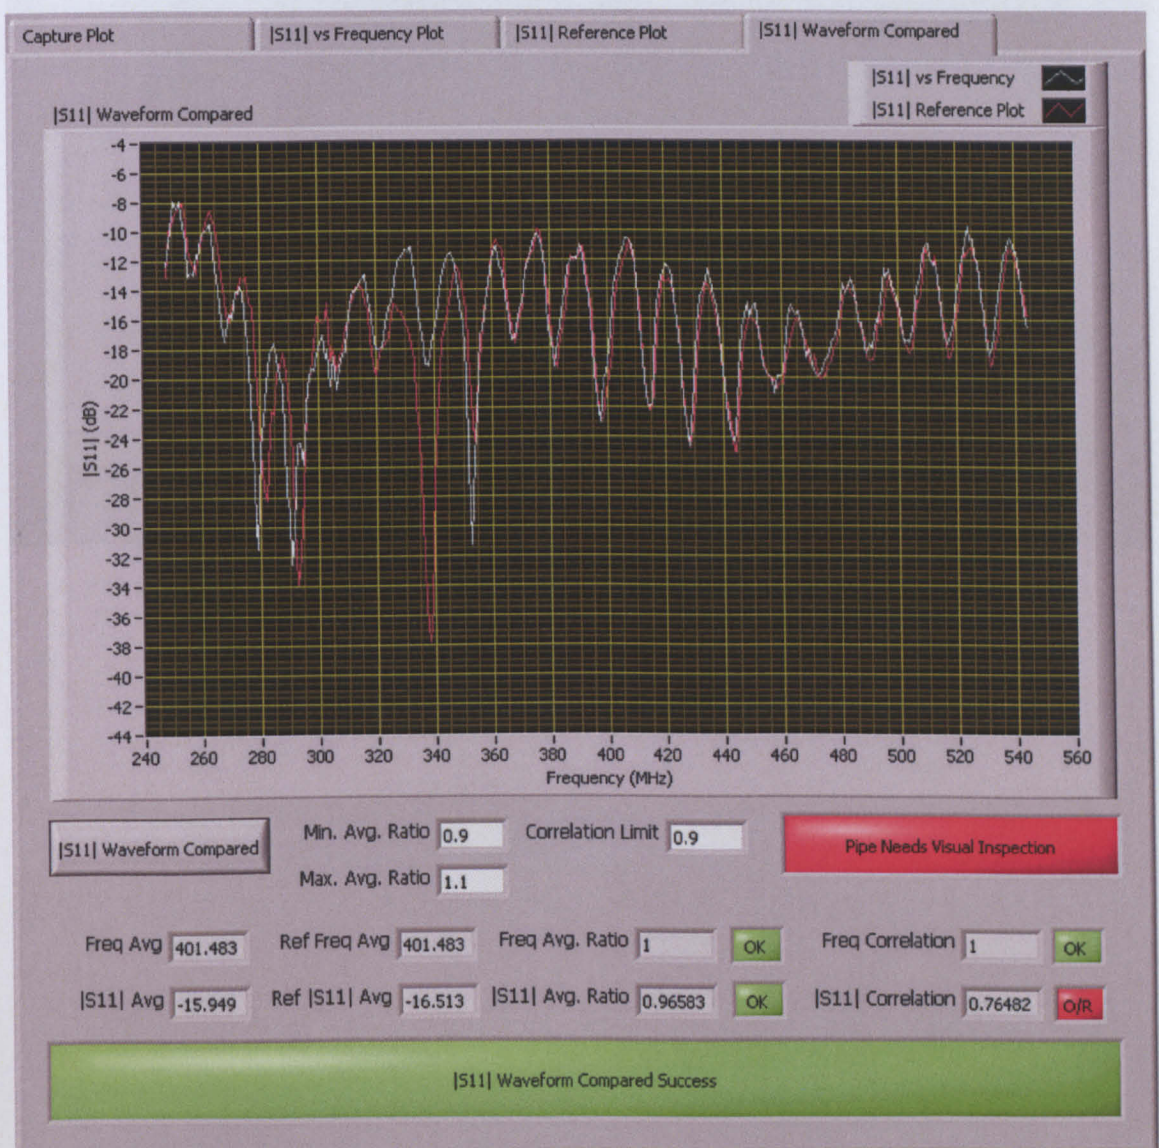 Capture Plot |S11| vs Frequency Plot |S11| Reference Plot |S11| Waveform Compared
|S11| vs Frequency
|S11| Reference Plot
|S11| Waveform Compared
-4
-6
-8
-10
-12
-14
-16
-18
-20
-22
-24
-26
-28
-30
-32
-34
-36
-38
-40
-42
-44
|S11| (dB)
240 260 280 300 320 340 360 380 400 420 440 460 480 500 520 540 560
Frequency (MHz)
|S11| Waveform Compared
Min. Avg. Ratio 0.9 Correlation Limit 0.9
Pipe Needs Visual Inspection
Max. Avg. Ratio 1.1
Freq Avg 401.483 Ref Freq Avg 401.483 Freq Avg. Ratio 1 OK Freq Correlation 1 OK
|S11| Avg -15.949 Ref |S11| Avg -16.513 |S11| Avg. Ratio 0.96583 OK |S11| Correlation 0.76482 O/R
|S11| Waveform Compared Success